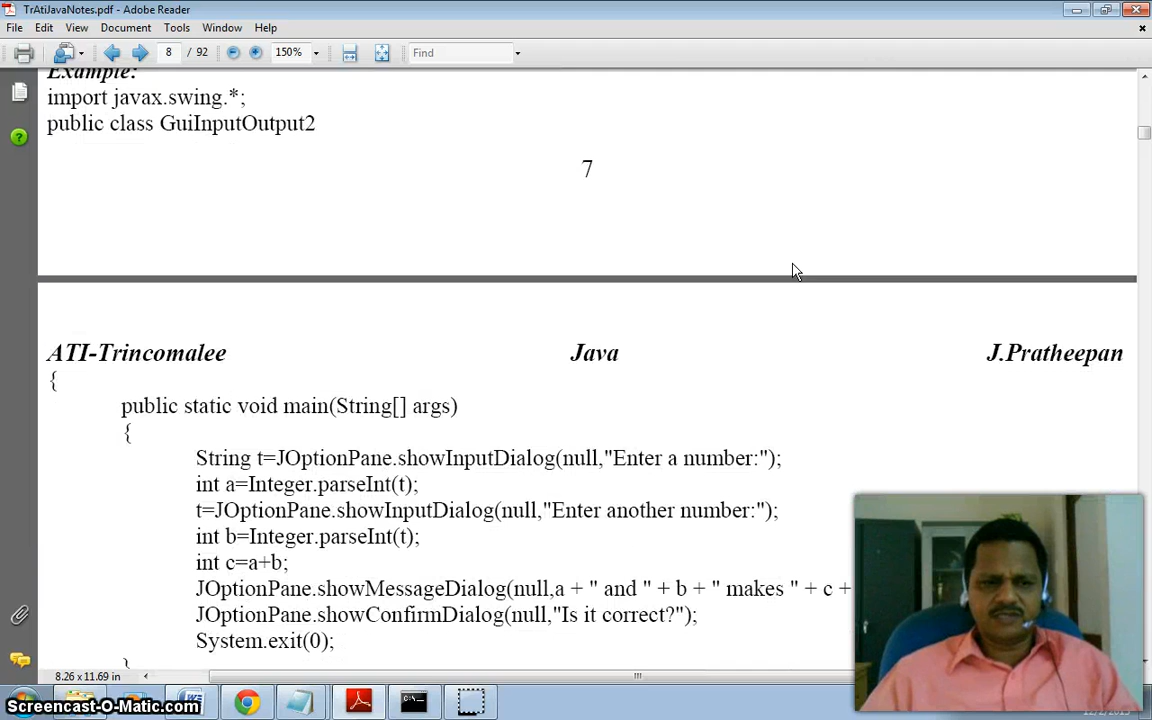 TrAtiJavaNotes.pdf - Adobe Reader
File Edit View Document Tools Window Help
8 / 92 150% Find
Example:
import javax.swing.*;
public class GuiInputOutput2
7
ATI-Trincomalee Java J.Pratheepan
{
public static void main(String[] args)
{
String t=JOptionPane.showInputDialog(null,"Enter a number:");
int a=Integer.parseInt(t);
t=JOptionPane.showInputDialog(null,"Enter another number:");
int b=Integer.parseInt(t);
int c=a+b;
JOptionPane.showMessageDialog(null,a + " and " + b + " makes " + c +
JOptionPane.showConfirmDialog(null,"Is it correct?");
System.exit(0);
}
8.26 x 11.69 in
Screencast-O-Matic.com